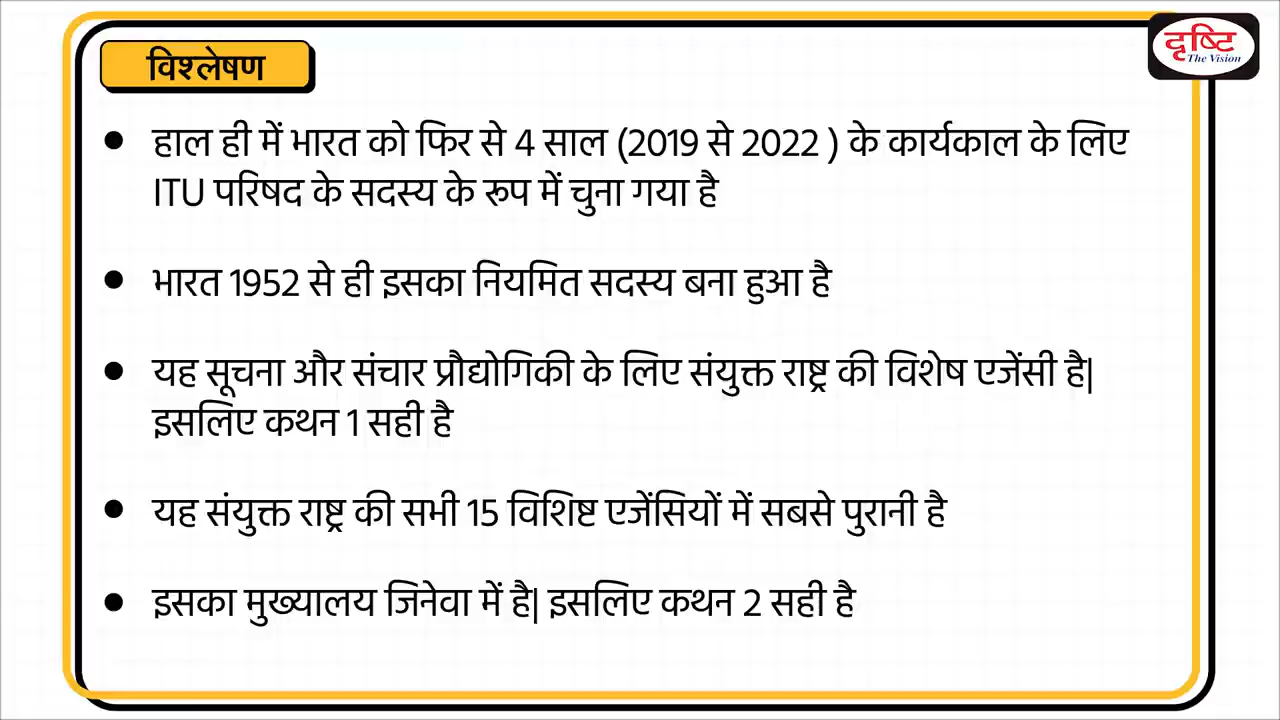 दृष्टि
The Vision
विश्लेषण
● हाल ही में भारत को फिर से 4 साल (2019 से 2022 ) के कार्यकाल के लिए
ITU परिषद के सदस्य के रूप में चुना गया है
● भारत 1952 से ही इसका नियमित सदस्य बना हुआ है
● यह सूचना और संचार प्रौद्योगिकी के लिए संयुक्त राष्ट्र की विशेष एजेंसी है|
इसलिए कथन 1 सही है
● यह संयुक्त राष्ट्र की सभी 15 विशिष्ट एजेंसियों में सबसे पुरानी है
● इसका मुख्यालय जिनेवा में है| इसलिए कथन 2 सही है